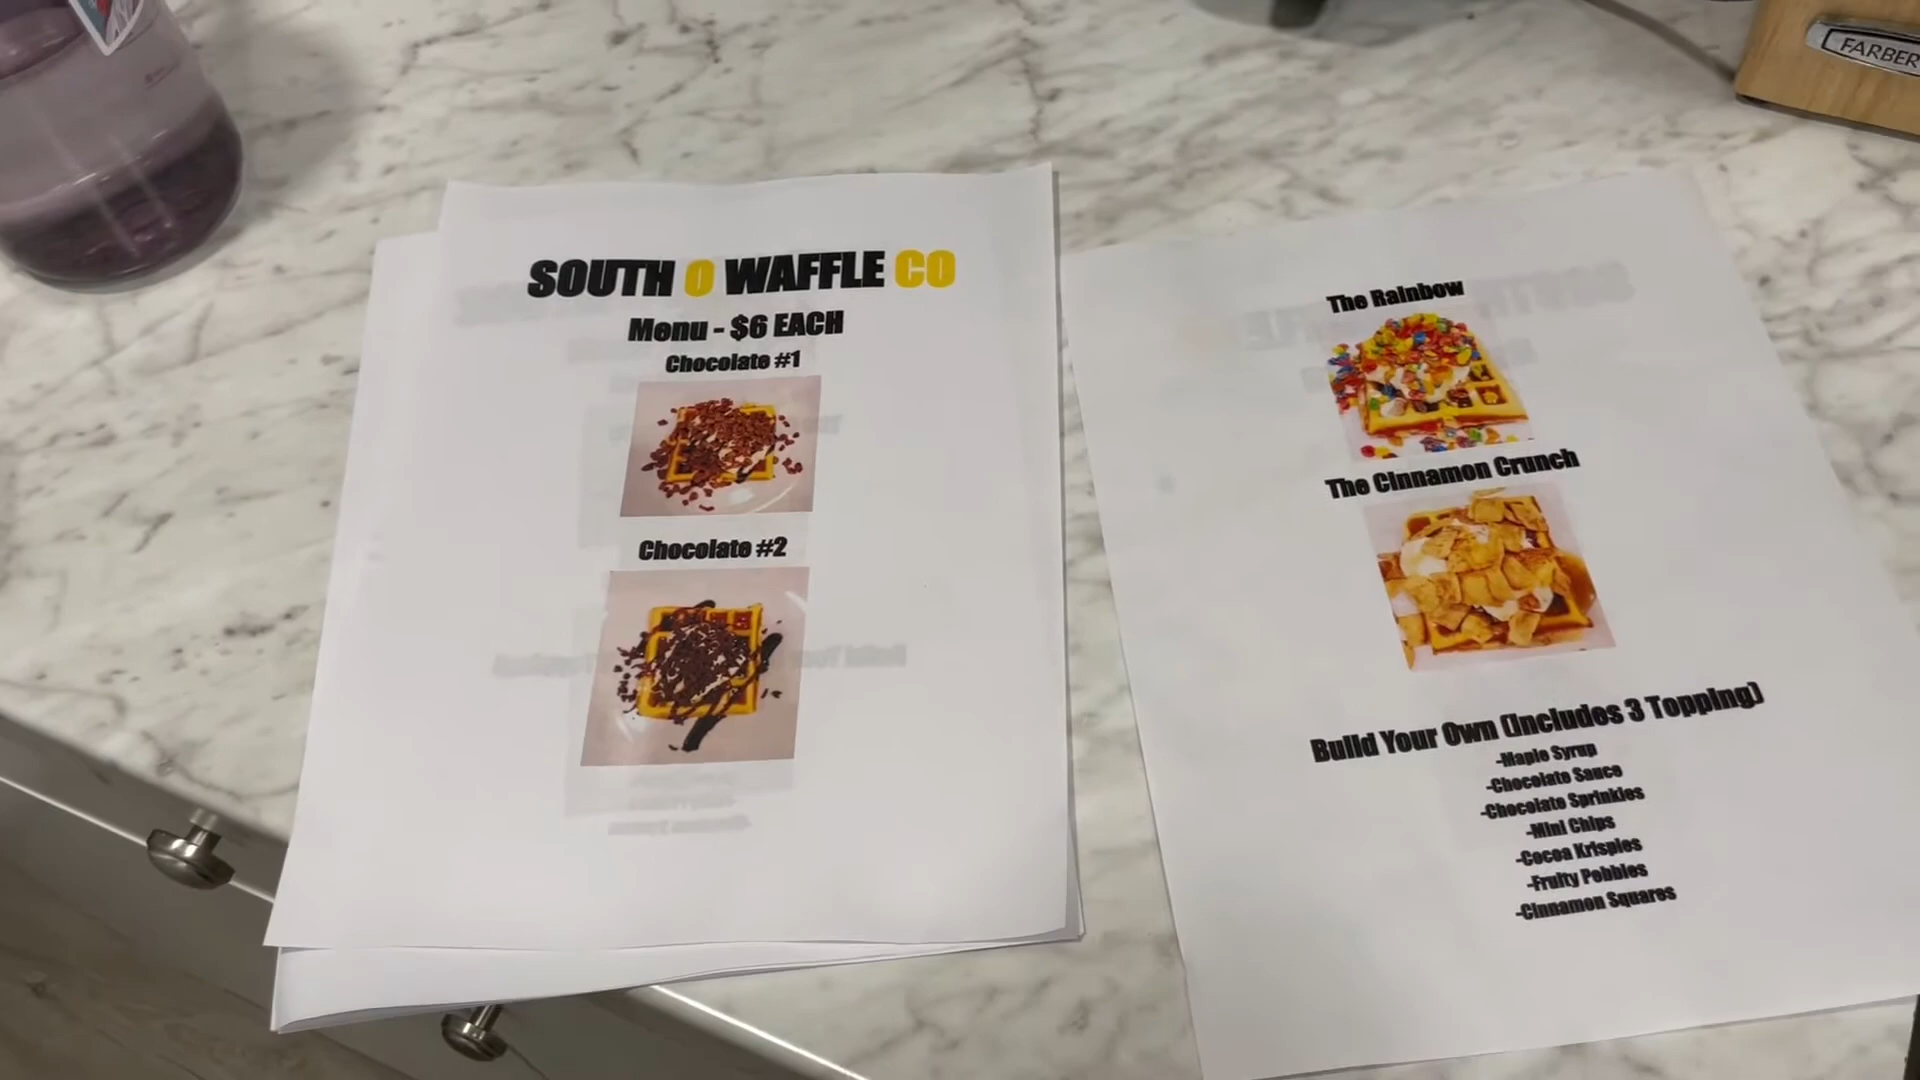 SOUTH O WAFFLE CO
Menu - $6 EACH
Chocolate #1
Chocolate #2
The Rainbow
The Cinnamon Crunch
Build Your Own (Includes 3 Topping)
-Maple Syrup
-Chocolate Sauce
-Chocolate Sprinkles
-Mini Chips
-Cocoa Krispies
-Fruity Pebbles
-Cinnamon Squares
FARBER